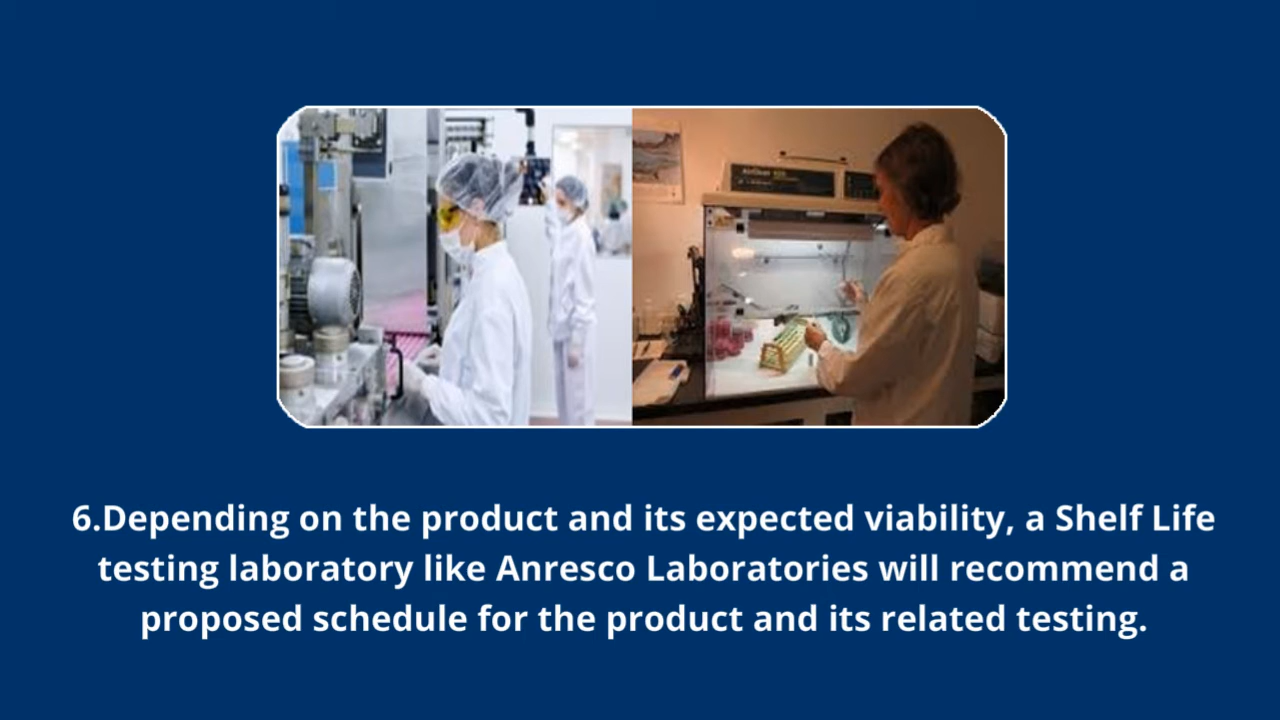 6.Depending on the product and its expected viability, a Shelf Life
testing laboratory like Anresco Laboratories will recommend a
proposed schedule for the product and its related testing.